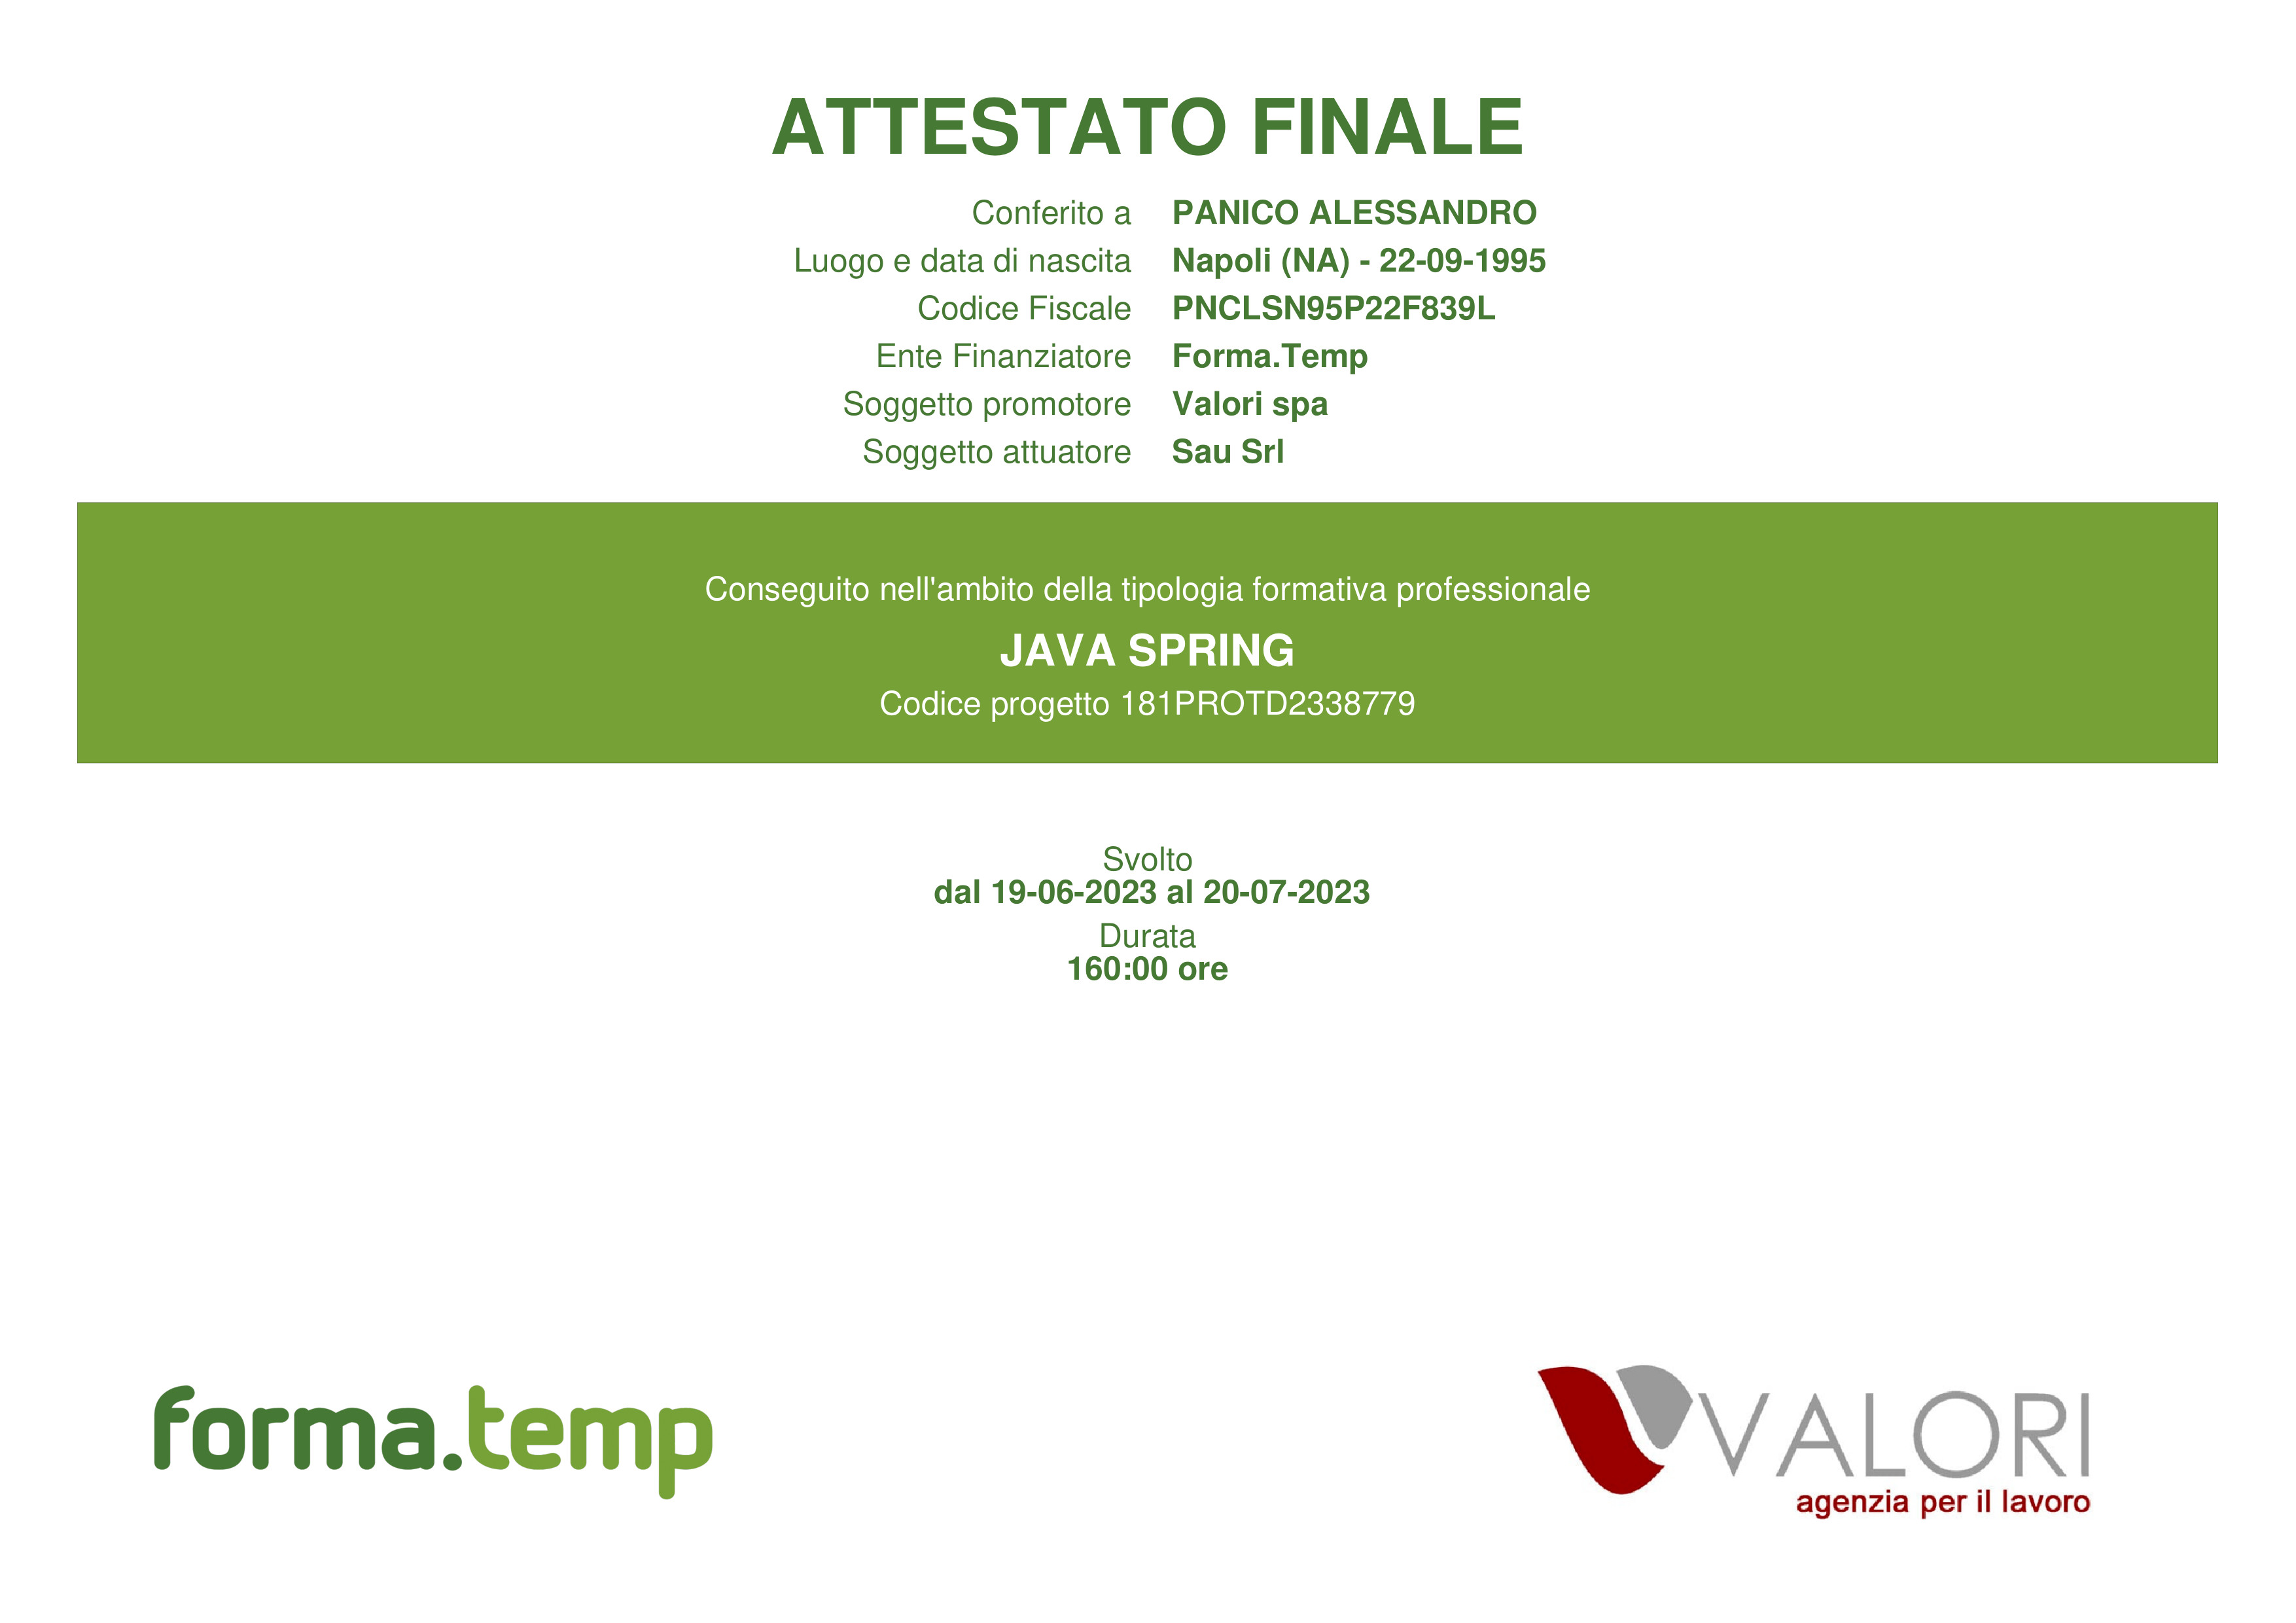 ATTESTATO FINALE
Conferito a PANICO ALESSANDRO
Luogo e data di nascita Napoli (NA) - 22-09-1995
Codice Fiscale PNCLSN95P22F839L
Ente Finanziatore Forma.Temp
Soggetto promotore Valori spa
Soggetto attuatore Sau Srl
Conseguito nell'ambito della tipologia formativa professionale
JAVA SPRING
Codice progetto 181PROTD2338779
Svolto
dal 19-06-2023 al 20-07-2023
Durata
160:00 ore
forma.temp
VALORI
agenzia per il lavoro